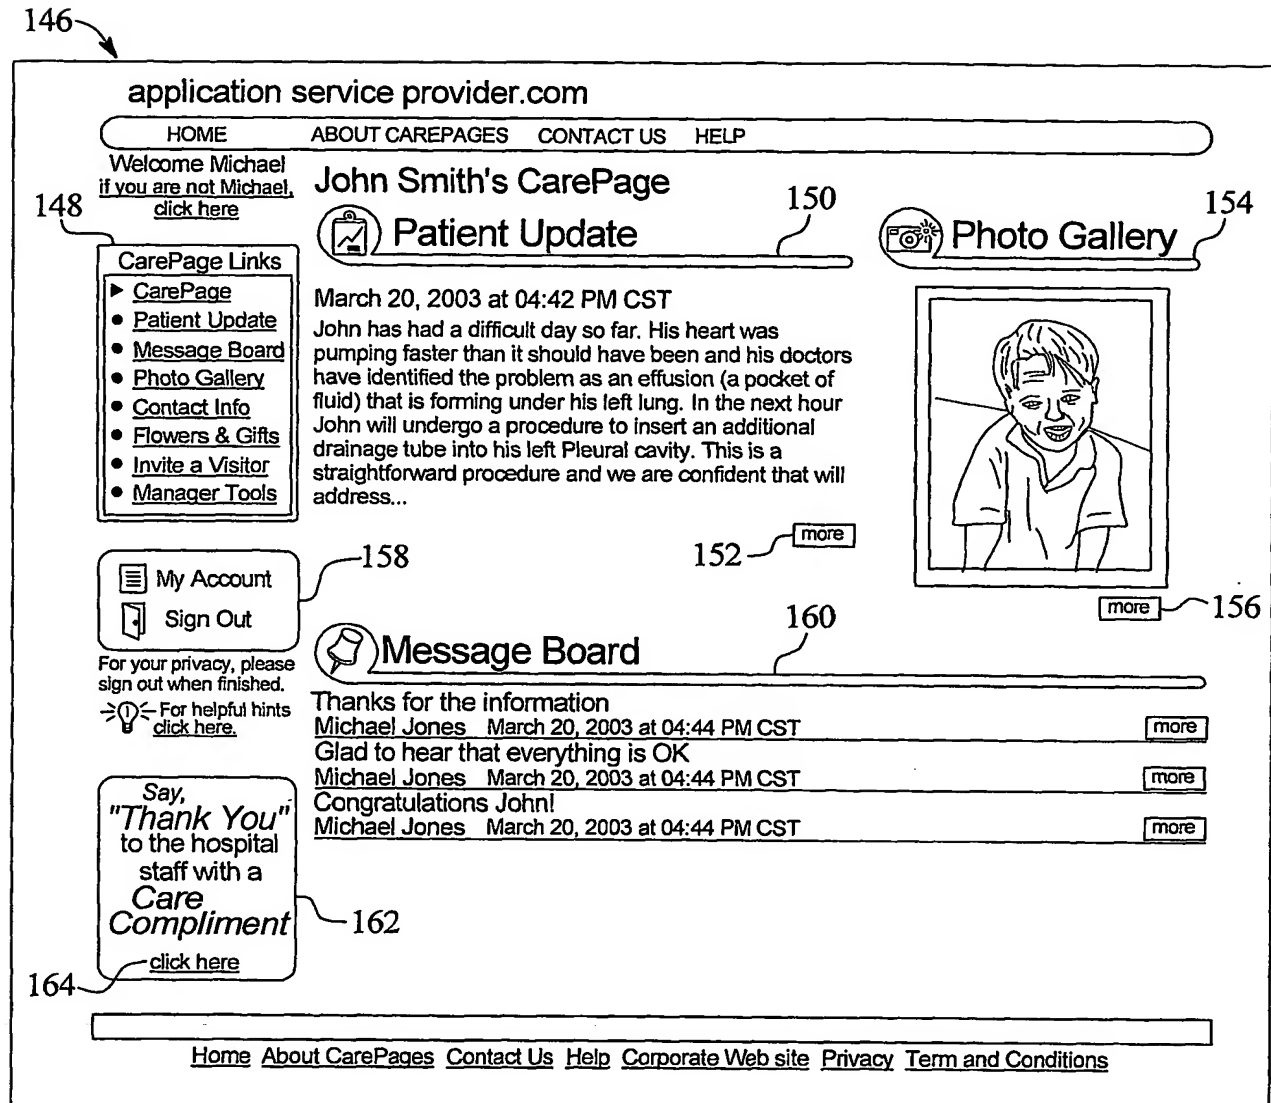 146
application service provider.com
HOME ABOUT CAREPAGES CONTACT US HELP
Welcome Michael
if you are not Michael,
click here
148
CarePage Links
CarePage
Patient Update
Message Board
Photo Gallery
Contact Info
Flowers & Gifts
Invite a Visitor
Manager Tools
158
My Account
Sign Out
For your privacy, please
sign out when finished.
For helpful hints
click here.
Say,
"Thank You"
to the hospital
staff with a
Care
Compliment
click here
162
164
John Smith's CarePage
Patient Update
150
March 20, 2003 at 04:42 PM CST
John has had a difficult day so far. His heart was
pumping faster than it should have been and his doctors
have identified the problem as an effusion (a pocket of
fluid) that is forming under his left lung. In the next hour
John will undergo a procedure to insert an additional
drainage tube into his left Pleural cavity. This is a
straightforward procedure and we are confident that will
address...
152
more
Photo Gallery
154
more
156
Message Board
160
Thanks for the information
Michael Jones March 20, 2003 at 04:44 PM CST more
Glad to hear that everything is OK
Michael Jones March 20, 2003 at 04:44 PM CST more
Congratulations John!
Michael Jones March 20, 2003 at 04:44 PM CST more
Home About CarePages Contact Us Help Corporate Web site Privacy Term and Conditions